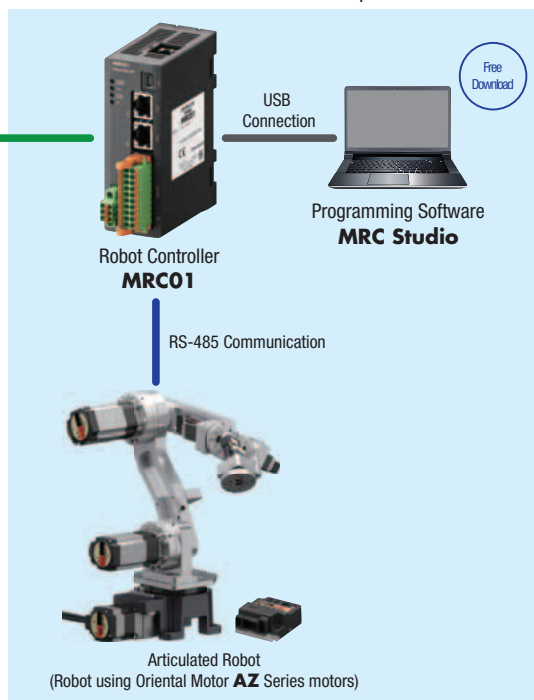 Free
Download
USB
Connection
Programming Software
MRC Studio
Robot Controller
MRC01
RS-485 Communication
Articulated Robot
(Robot using Oriental Motor AZ Series motors)